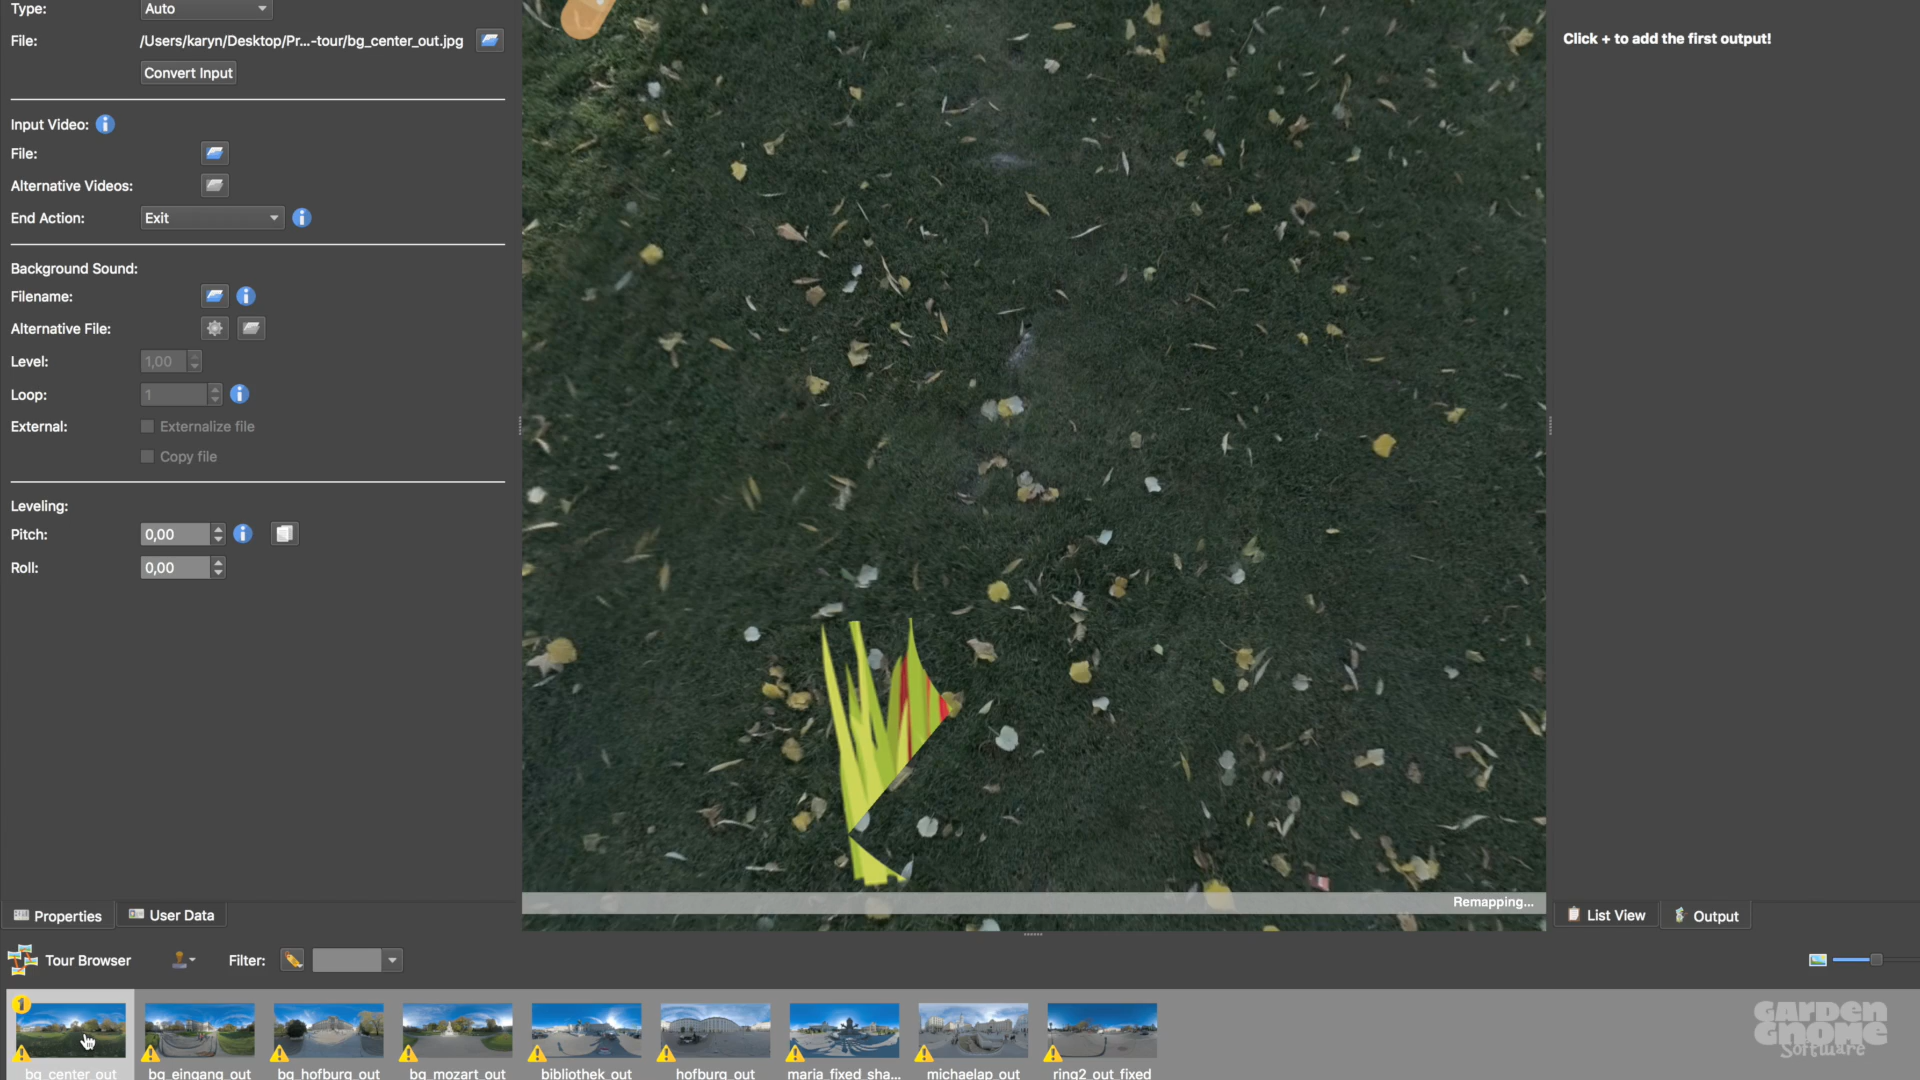 Type: Auto
File: /Users/karyn/Desktop/Pr...-tour/bg_center_out.jpg
Convert Input
Click + to add the first output!
Input Video:
File:
Alternative Videos:
End Action: Exit
Background Sound:
Filename:
Alternative File:
Level: 1,00
Loop: 1
External: Externalize file
Copy file
Leveling:
Pitch: 0,00
Roll: 0,00
Remapping...
Properties User Data
List View Output
Tour Browser Filter:
1
bg_center_out bg_eingang_out bg_hofburg_out bg_mozart_out bibliothek_out hofburg_out maria_fixed_sha... michaelap_out ring2_out_fixed
GARDEN
GNOME
Software